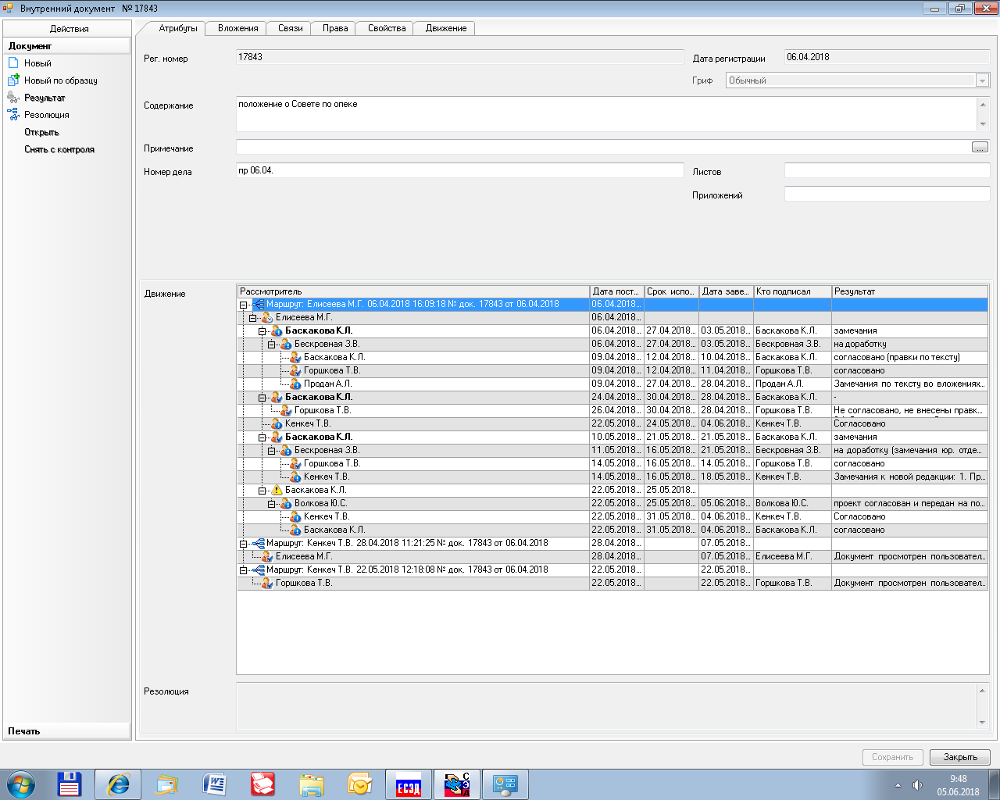 Внутренний документ № 17843
Действия
Документ
Новый
Новый по образцу
Результат
Резолюция
Открыть
Снять с контроля
Печать
Атрибуты Вложения Связи Права Свойства Движение
Рег. номер 17843 Дата регистрации 06.04.2018
Гриф Обычный
Содержание положение о Совете по опеке
Примечание ...
Номер дела пр 06.04. Листов
Приложений
Движение
Рассмотритель Дата пост... Срок испо... Дата заве... Кто подписал Результат
Маршрут: Елисеева М.Г. 06.04.2018 16:09:18 № док. 17843 от 06.04.2018 06.04.2018...
Елисеева М.Г. 06.04.2018...
Баскакова К.Л. 06.04.2018... 27.04.2018... 03.05.2018... Баскакова К.Л. замечания
Бескровная З.В. 06.04.2018... 27.04.2018... 03.05.2018... Бескровная З.В. на доработку
Баскакова К.Л. 09.04.2018... 12.04.2018... 10.04.2018... Баскакова К.Л. согласовано (правки по тексту)
Горшкова Т.В. 09.04.2018... 12.04.2018... 11.04.2018... Горшкова Т.В. согласовано
Продан А.Л. 09.04.2018... 27.04.2018... 28.04.2018... Продан А.Л. Замечания по тексту во вложениях...
Баскакова К.Л. 24.04.2018... 30.04.2018... 28.04.2018... Баскакова К.Л. -
Горшкова Т.В. 26.04.2018... 30.04.2018... 28.04.2018... Горшкова Т.В. Не согласовано, не внесены правк...
Кенкеч Т.В. 22.05.2018... 24.05.2018... 04.06.2018... Кенкеч Т.В. Согласовано
Баскакова К.Л. 10.05.2018... 21.05.2018... 21.05.2018... Баскакова К.Л. замечания
Бескровная З.В. 11.05.2018... 16.05.2018... 21.05.2018... Бескровная З.В. на доработку (замечания юр. отде...
Горшкова Т.В. 14.05.2018... 16.05.2018... 14.05.2018... Горшкова Т.В. согласовано
Кенкеч Т.В. 14.05.2018... 16.05.2018... 18.05.2018... Кенкеч Т.В. Замечания к новой редакции: 1. Пр...
Баскакова К.Л. 22.05.2018... 25.05.2018...
Волкова Ю.С. 22.05.2018... 25.05.2018... 05.06.2018... Волкова Ю.С. проект согласован и передан на по...
Кенкеч Т.В. 22.05.2018... 31.05.2018... 04.06.2018... Кенкеч Т.В. Согласовано
Баскакова К.Л. 22.05.2018... 31.05.2018... 04.06.2018... Баскакова К.Л. согласовано
Маршрут: Кенкеч Т.В. 28.04.2018 11:21:25 № док. 17843 от 06.04.2018 28.04.2018... 07.05.2018...
Елисеева М.Г. 28.04.2018... 07.05.2018... Елисеева М.Г. Документ просмотрен пользовател...
Маршрут: Кенкеч Т.В. 22.05.2018 12:18:08 № док. 17843 от 06.04.2018 22.05.2018... 22.05.2018...
Горшкова Т.В. 22.05.2018... 22.05.2018... Горшкова Т.В. Документ просмотрен пользовател...
Резолюция
Сохранить Закрыть
ЕСЭД СЭД
9:48
05.06.2018